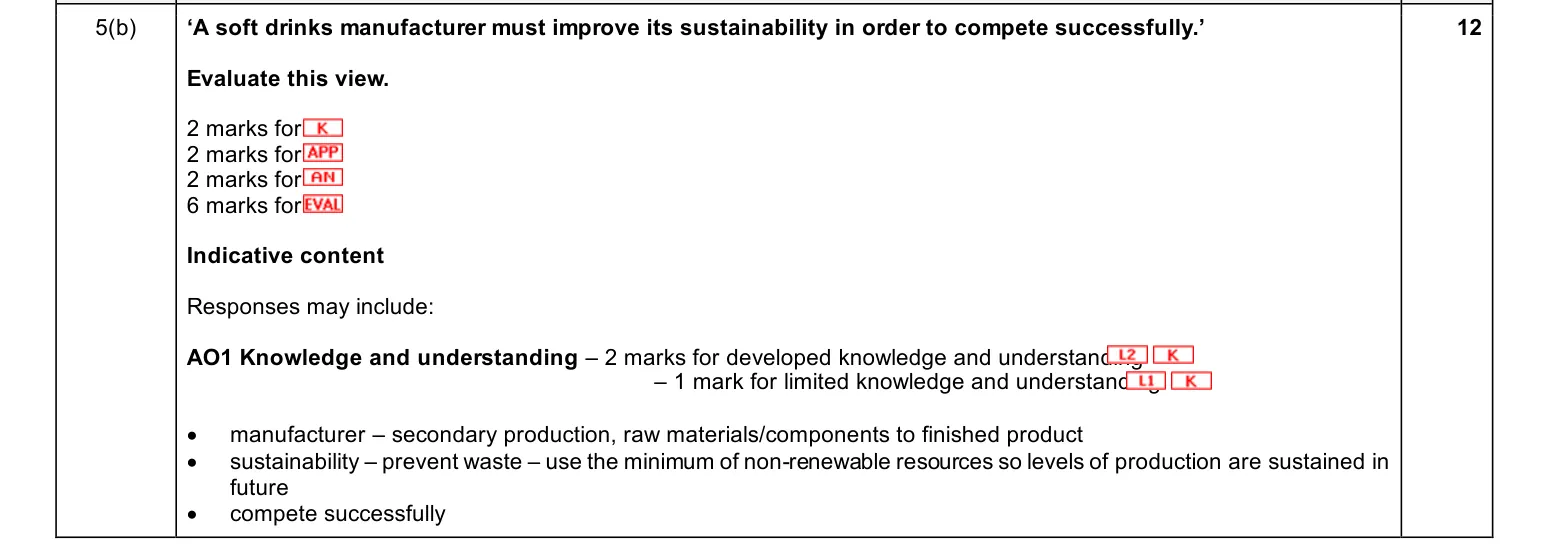 5(b) ‘A soft drinks manufacturer must improve its sustainability in order to compete successfully.’ 12
Evaluate this view.
2 marks for K
2 marks for APP
2 marks for AN
6 marks for EVAL
Indicative content
Responses may include:
AO1 Knowledge and understanding – 2 marks for developed knowledge and understanding L2 K
– 1 mark for limited knowledge and understanding L1 K
• manufacturer – secondary production, raw materials/components to finished product
• sustainability – prevent waste – use the minimum of non-renewable resources so levels of production are sustained in
future
• compete successfully